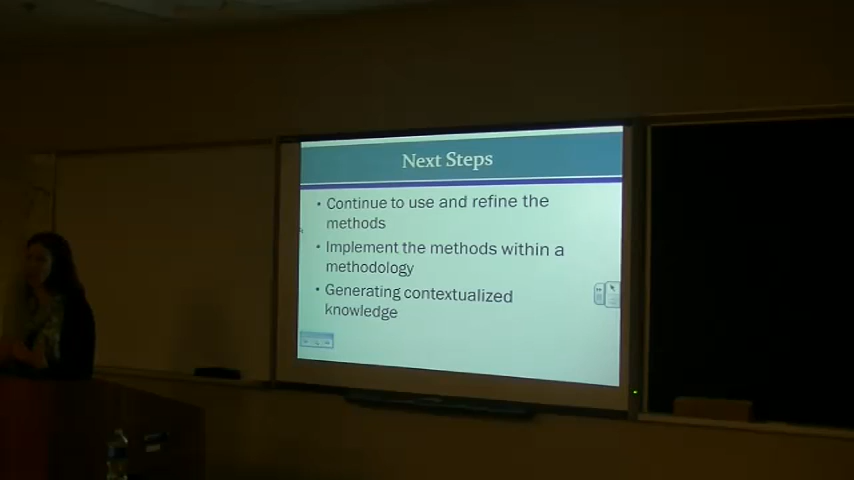 Next Steps
• Continue to use and refine the
methods
• Implement the methods within a
methodology
• Generating contextualized
knowledge